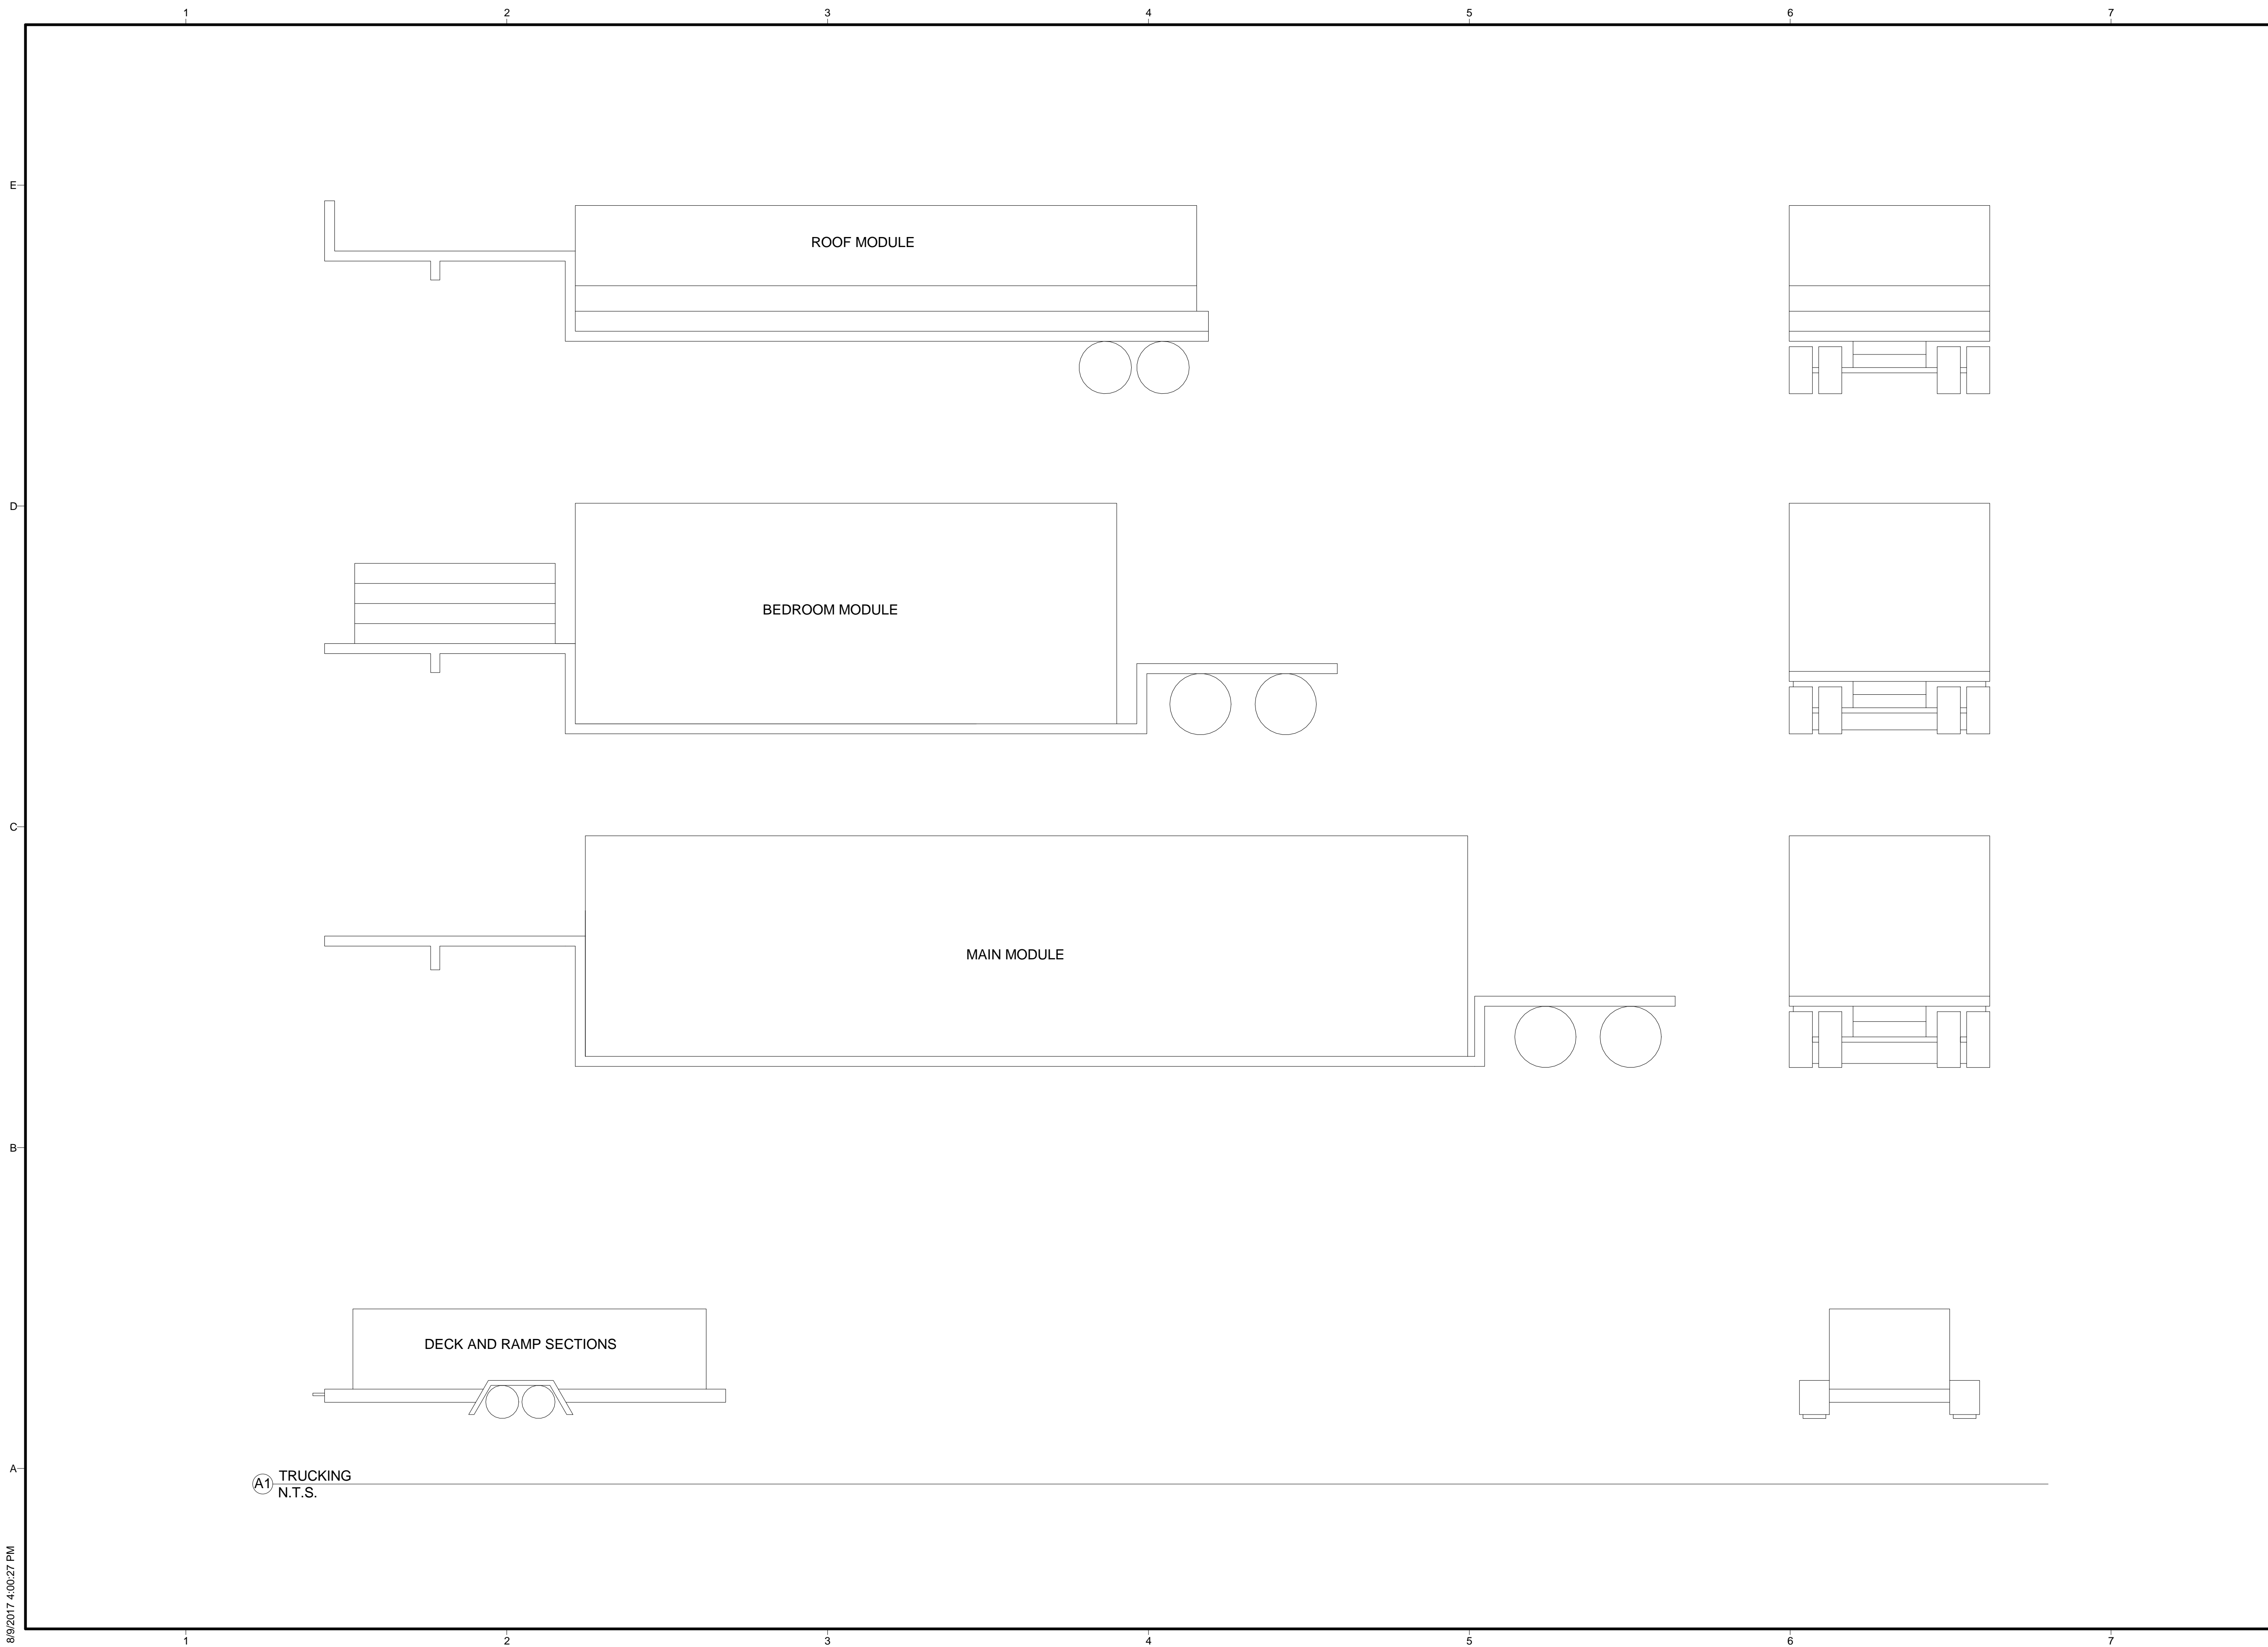 1 2 3 4 5 6 7
E
ROOF MODULE
D
BEDROOM MODULE
C
MAIN MODULE
B
DECK AND RAMP SECTIONS
A
A1 TRUCKING
N.T.S.
8/9/2017 4:00:27 PM
1 2 3 4 5 6 7